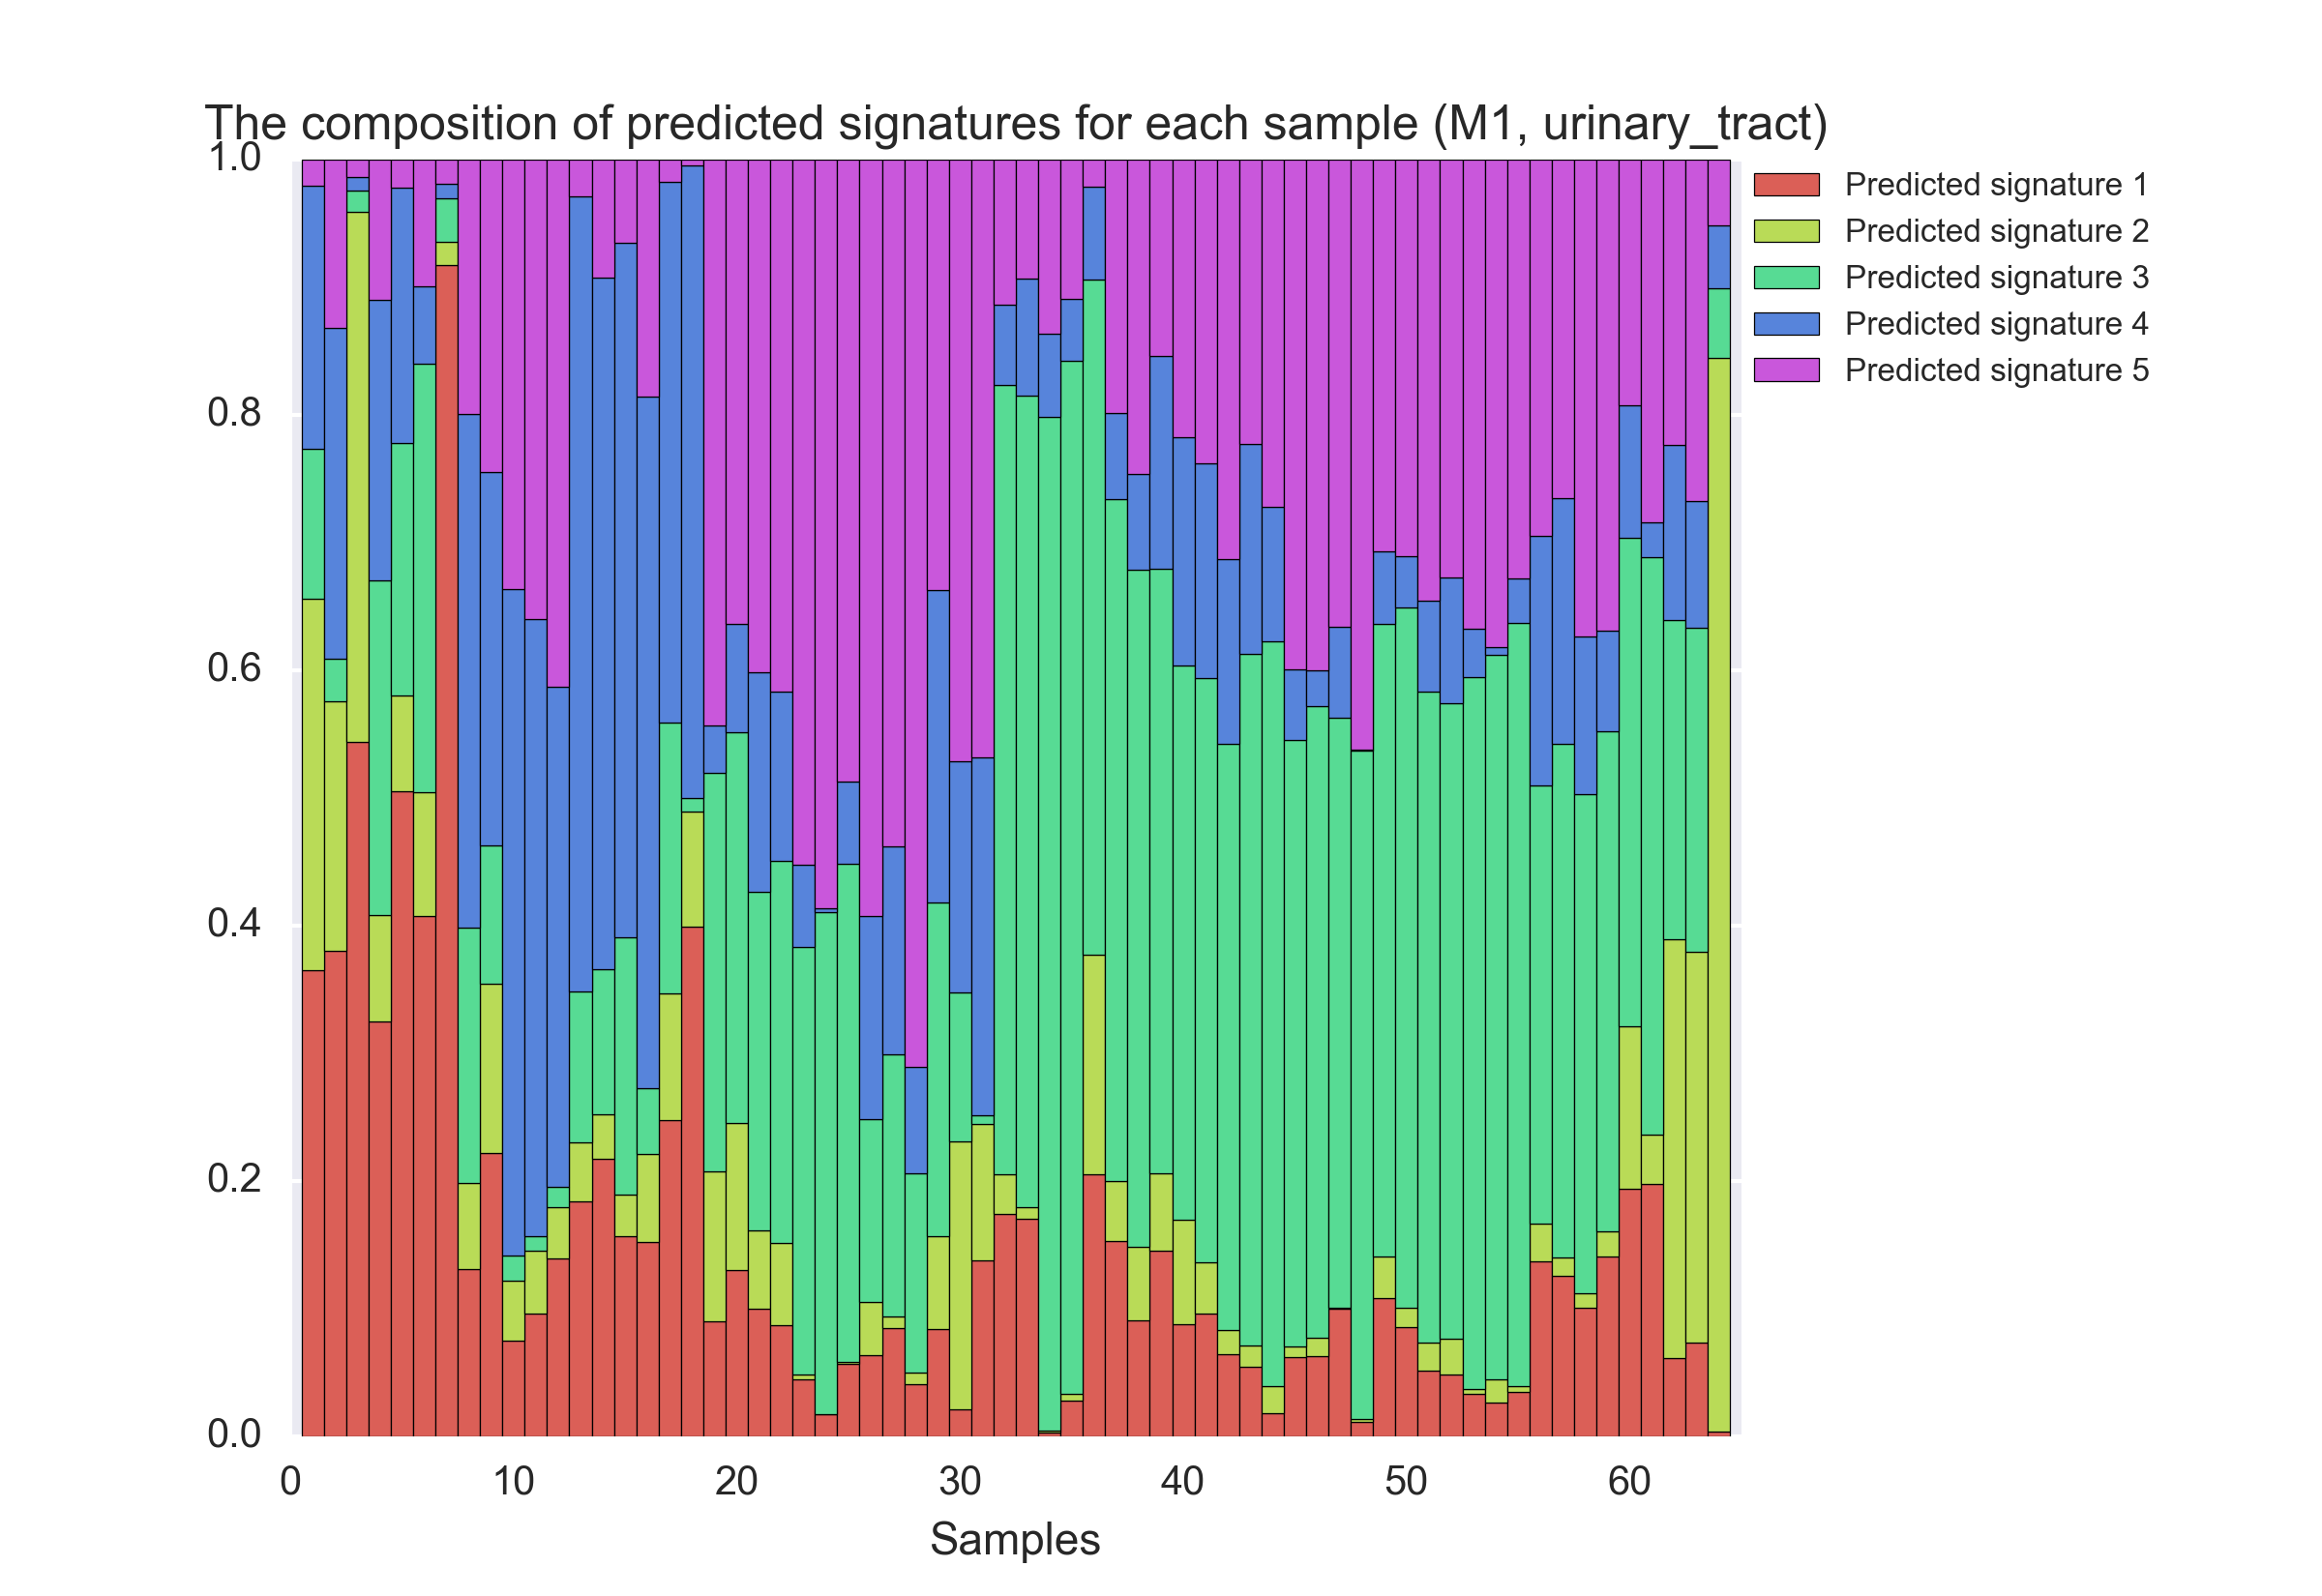 The composition of predicted signatures for each sample (M1, urinary_tract)
1.0
0.8
0.6
0.4
0.2
0.0
0 10 20 30 40 50 60
Samples
Predicted signature 1
Predicted signature 2
Predicted signature 3
Predicted signature 4
Predicted signature 5